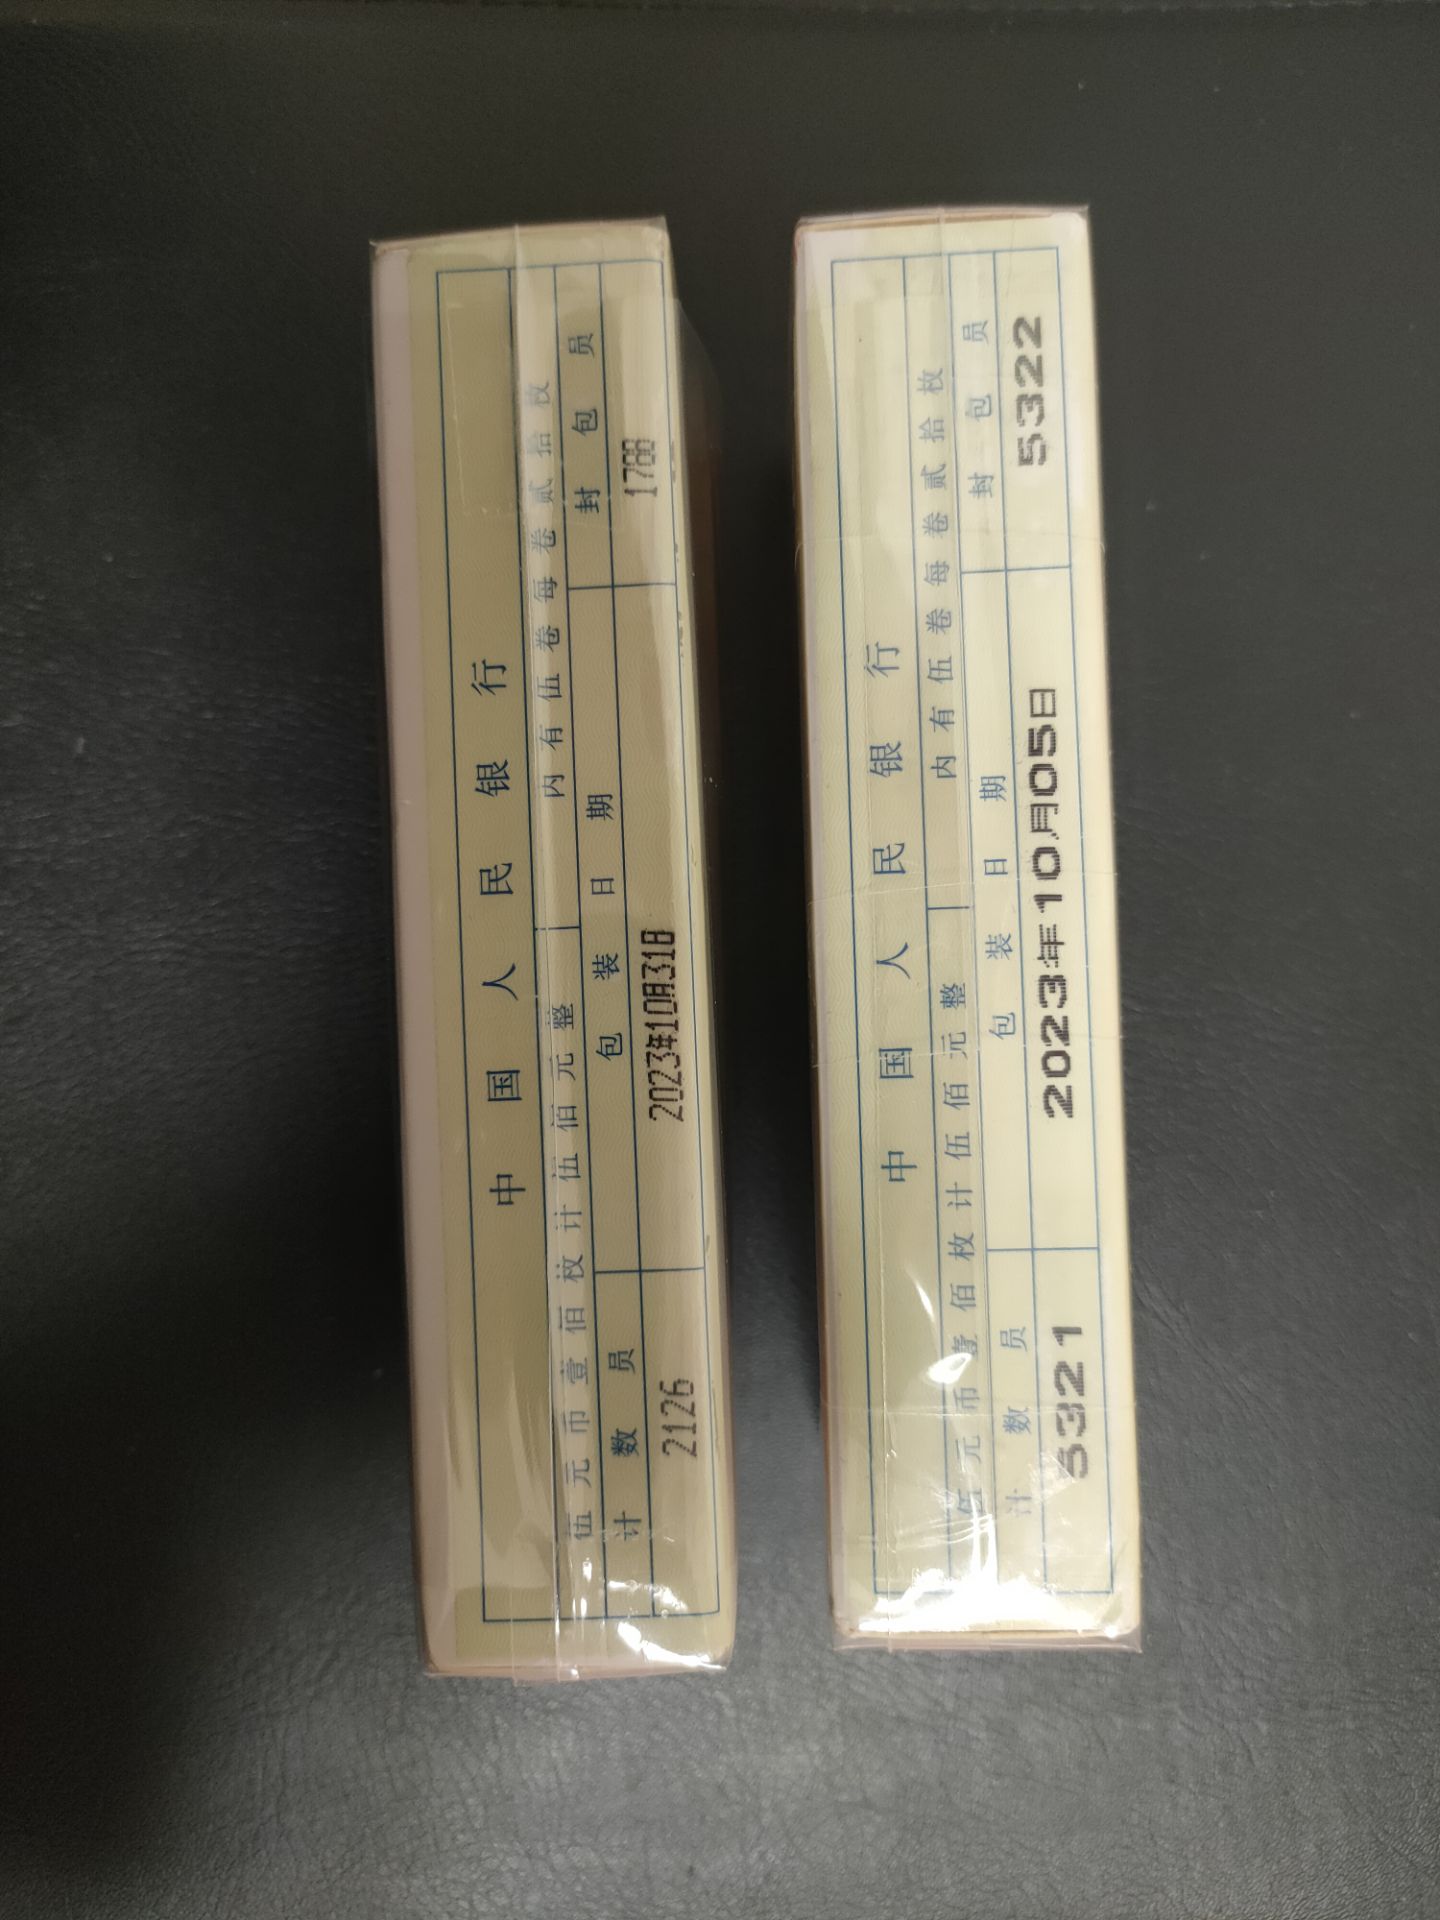 中国人民银行
伍元币壹佰枚计伍佰元整 内有伍卷每卷贰拾枚
计数员 包装日期 封包员
2126 2023年10月31日 1788
中国人民银行
伍元币壹佰枚计伍佰元整 内有伍卷每卷贰拾枚
计数员 包装日期 封包员
5321 2023年10月05日 5322